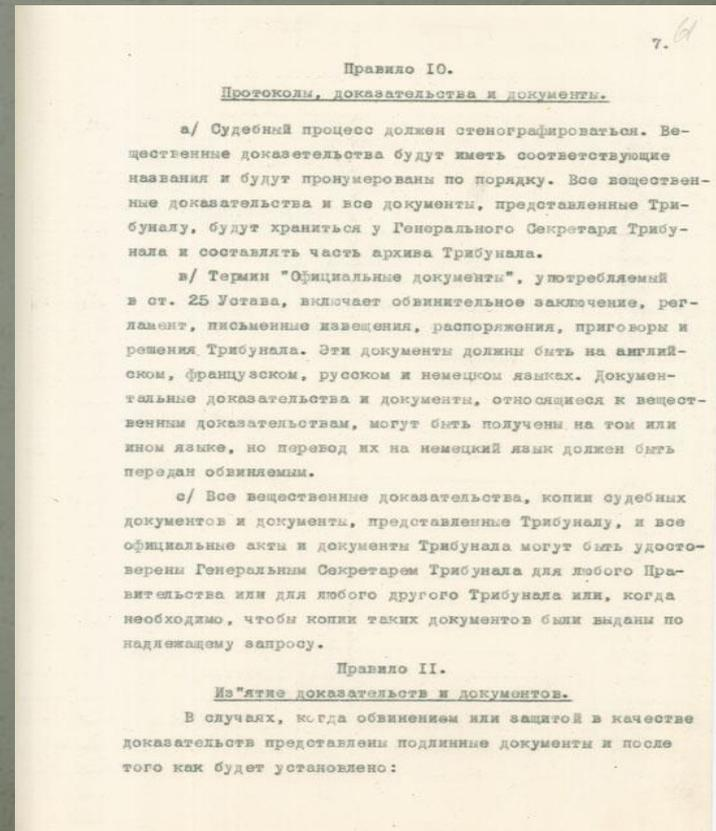 7.
61
Правило IO.
Протоколы, доказательства и документы.
а/ Судебный процесс должен стенографироваться. Ве-
щественные доказетельства будут иметь соответствующие
названия и будут пронумерованы по порядку. Все веществен-
ные доказательства и все документы, представленные Три-
буналу, будут храниться у Генерального Секретаря Трибу-
нала и составлять часть архива Трибунала.
в/ Термин "Официальные документы", употребляемый
в ст. 25 Устава, включает обвинительное заключение, рег-
ламент, письменные извещения, распоряжения, приговоры и
решения Трибунала. Эти документы должны быть на англий-
ском, французском, русском и немецком языках. Докумен-
тальные доказательства и документы, относящиеся к вещест-
венным доказательствам, могут быть получены на том или
ином языке, но перевод их на немецкий язык должен быть
передан обвиняемым.
с/ Все вещественные доказательства, копии судебных
документов и документы, представленные Трибуналу, и все
официальные акты и документы Трибунала могут быть удосто-
верены Генеральным Секретарем Трибунала для любого Пра-
вительства или для любого другого Трибунала или, когда
необходимо, чтобы копии таких документов были выданы по
надлежащему запросу.
Правило II.
Из"ятие доказательств и документов.
В случаях, когда обвинением или защитой в качестве
доказательств представлены подлинные документы и после
того как будет установлено: